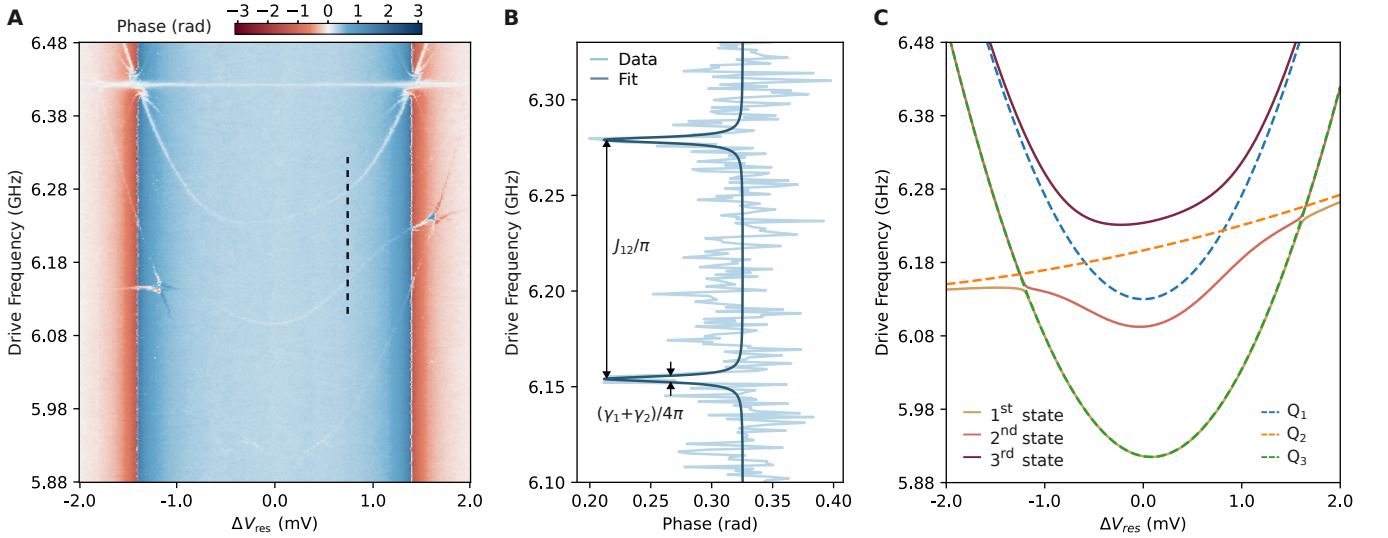 A
Phase (rad)
−3 −2 −1 0 1 2 3
6.48
6.38
6.28
6.18
6.08
5.98
5.88
Drive Frequency (GHz)
-2.0 -1.0 0.0 1.0 2.0
ΔV_res (mV)
B
Data
Fit
6.30
6.25
6.20
6.15
6.10
Drive Frequency (GHz)
J₁₂/π
(γ₁+γ₂)/4π
0.20 0.25 0.30 0.35 0.40
Phase (rad)
C
6.48
6.38
6.28
6.18
6.08
5.98
5.88
Drive Frequency (GHz)
1ˢᵗ state
2ⁿᵈ state
3ʳᵈ state
Q₁
Q₂
Q₃
-2.0 -1.0 0.0 1.0 2.0
ΔV_res (mV)